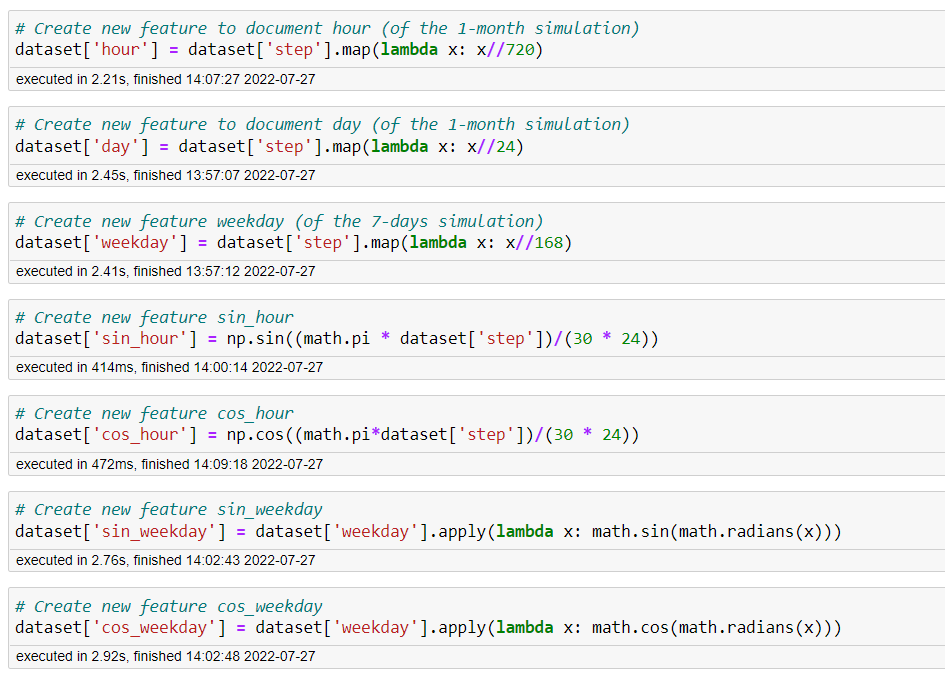 # Create new feature to document hour (of the 1-month simulation)
dataset['hour'] = dataset['step'].map(lambda x: x//720)
executed in 2.21s, finished 14:07:27 2022-07-27
# Create new feature to document day (of the 1-month simulation)
dataset['day'] = dataset['step'].map(lambda x: x//24)
executed in 2.45s, finished 13:57:07 2022-07-27
# Create new feature weekday (of the 7-days simulation)
dataset['weekday'] = dataset['step'].map(lambda x: x//168)
executed in 2.41s, finished 13:57:12 2022-07-27
# Create new feature sin_hour
dataset['sin_hour'] = np.sin((math.pi * dataset['step'])/(30 * 24))
executed in 414ms, finished 14:00:14 2022-07-27
# Create new feature cos_hour
dataset['cos_hour'] = np.cos((math.pi*dataset['step'])/(30 * 24))
executed in 472ms, finished 14:09:18 2022-07-27
# Create new feature sin_weekday
dataset['sin_weekday'] = dataset['weekday'].apply(lambda x: math.sin(math.radians(x)))
executed in 2.76s, finished 14:02:43 2022-07-27
# Create new feature cos_weekday
dataset['cos_weekday'] = dataset['weekday'].apply(lambda x: math.cos(math.radians(x)))
executed in 2.92s, finished 14:02:48 2022-07-27